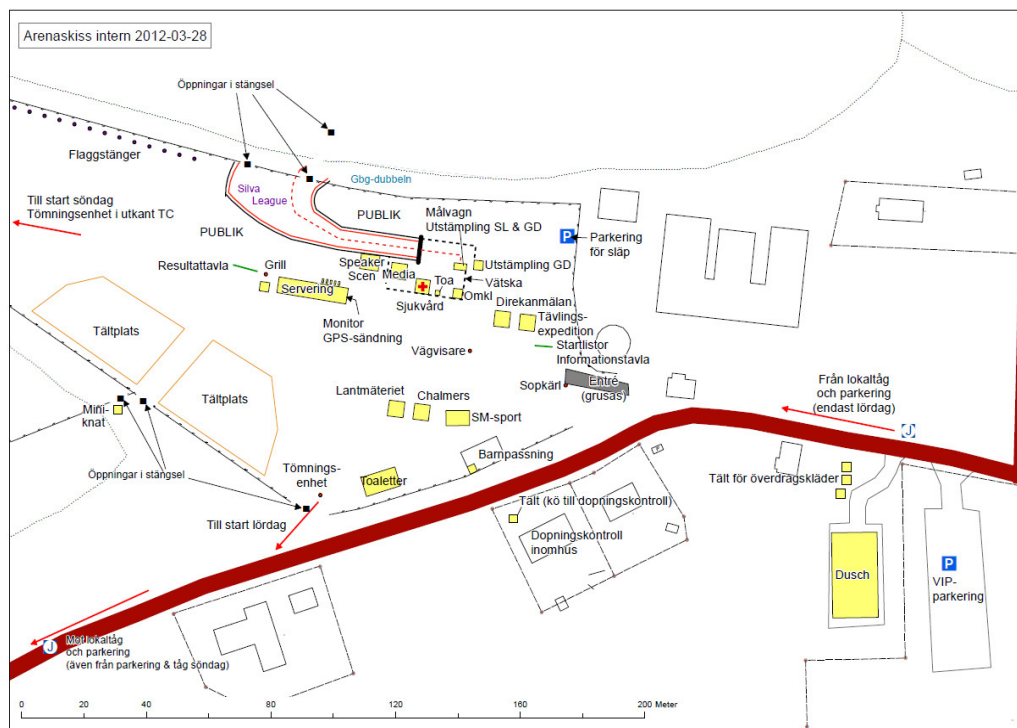 Arenaskiss intern 2012-03-28
Öppningar i stängsel
Flaggstänger
Silva
League
Gbg-dubbeln
Till start söndag
Tömningsenhet i utkant TC
PUBLIK
PUBLIK
Målvagn
Utstämpling SL & GD
P
Parkering
för släp
Resultattavla
Grill
Speaker
Scen
Media
Toa
Utstämpling GD
Vätska
Servering
Sjukvård
Omkl
Direkanmälan
Tävlings-
expedition
Monitor
GPS-sändning
Startlistor
Informationstavla
Tältplats
Vägvisare
Sopkärl
Entré
(grusas)
Från lokaltåg
och parkering
(endast lördag)
J
Tältplats
Lantmäteriet
Chalmers
SM-sport
Mini-
knat
Barnpassning
Öppningar i stängsel
Tömnings-
enhet
Toaletter
Tält för överdragskläder
Tält (kö till dopningskontroll)
Till start lördag
Dopningskontroll
inomhus
Dusch
P
VIP-
parkering
J
Mot lokaltåg
och parkering
(även från parkering & tåg söndag)
0 20 40 60 80 120 160 200 Meter